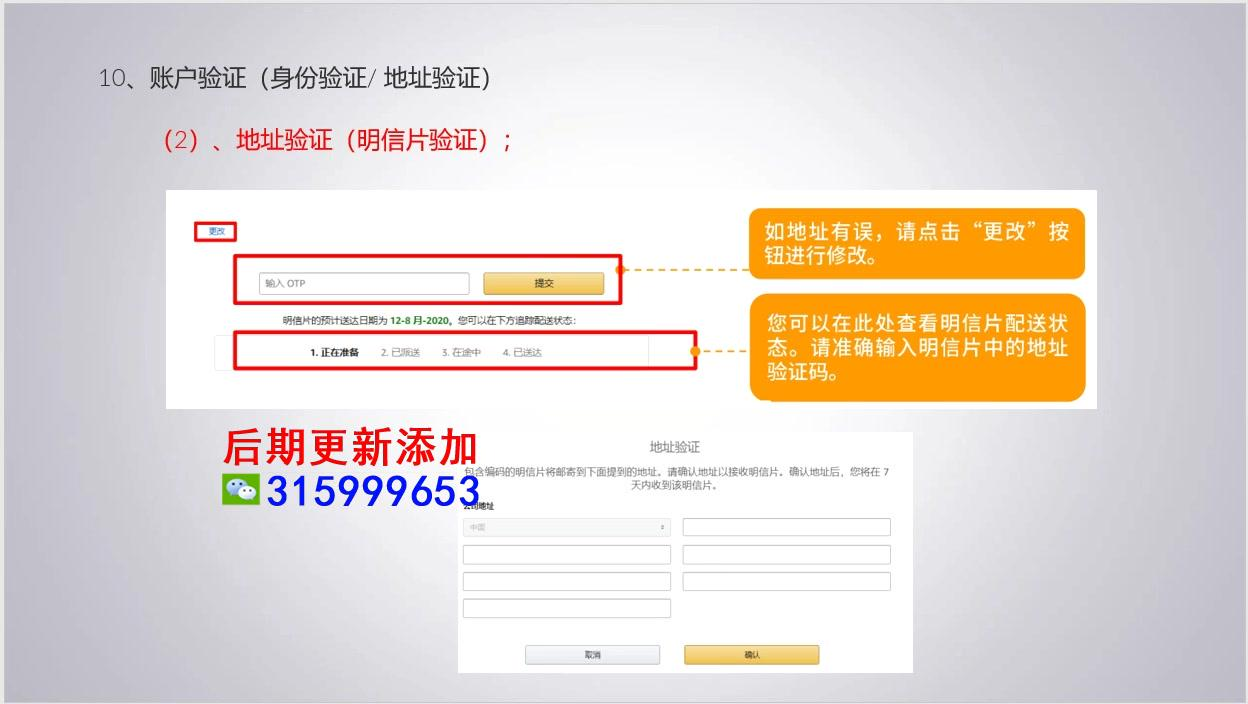 10、账户验证（身份验证/ 地址验证）
（2）、地址验证（明信片验证）；
更改
输入 OTP
提交
明信片的预计送达日期为 12-8 月-2020。您可以在下方追踪配送状态：
1. 正在准备 2. 已派送 3. 在途中 4. 已送达
如地址有误，请点击“更改”按
钮进行修改。
您可以在此处查看明信片配送状
态。请准确输入明信片中的地址
验证码。
后期更新添加
315999653
地址验证
包含编码的明信片将邮寄到下面提到的地址。请确认地址以接收明信片。确认地址后，您将在 7
天内收到该明信片。
公司地址
中国
取消
确认